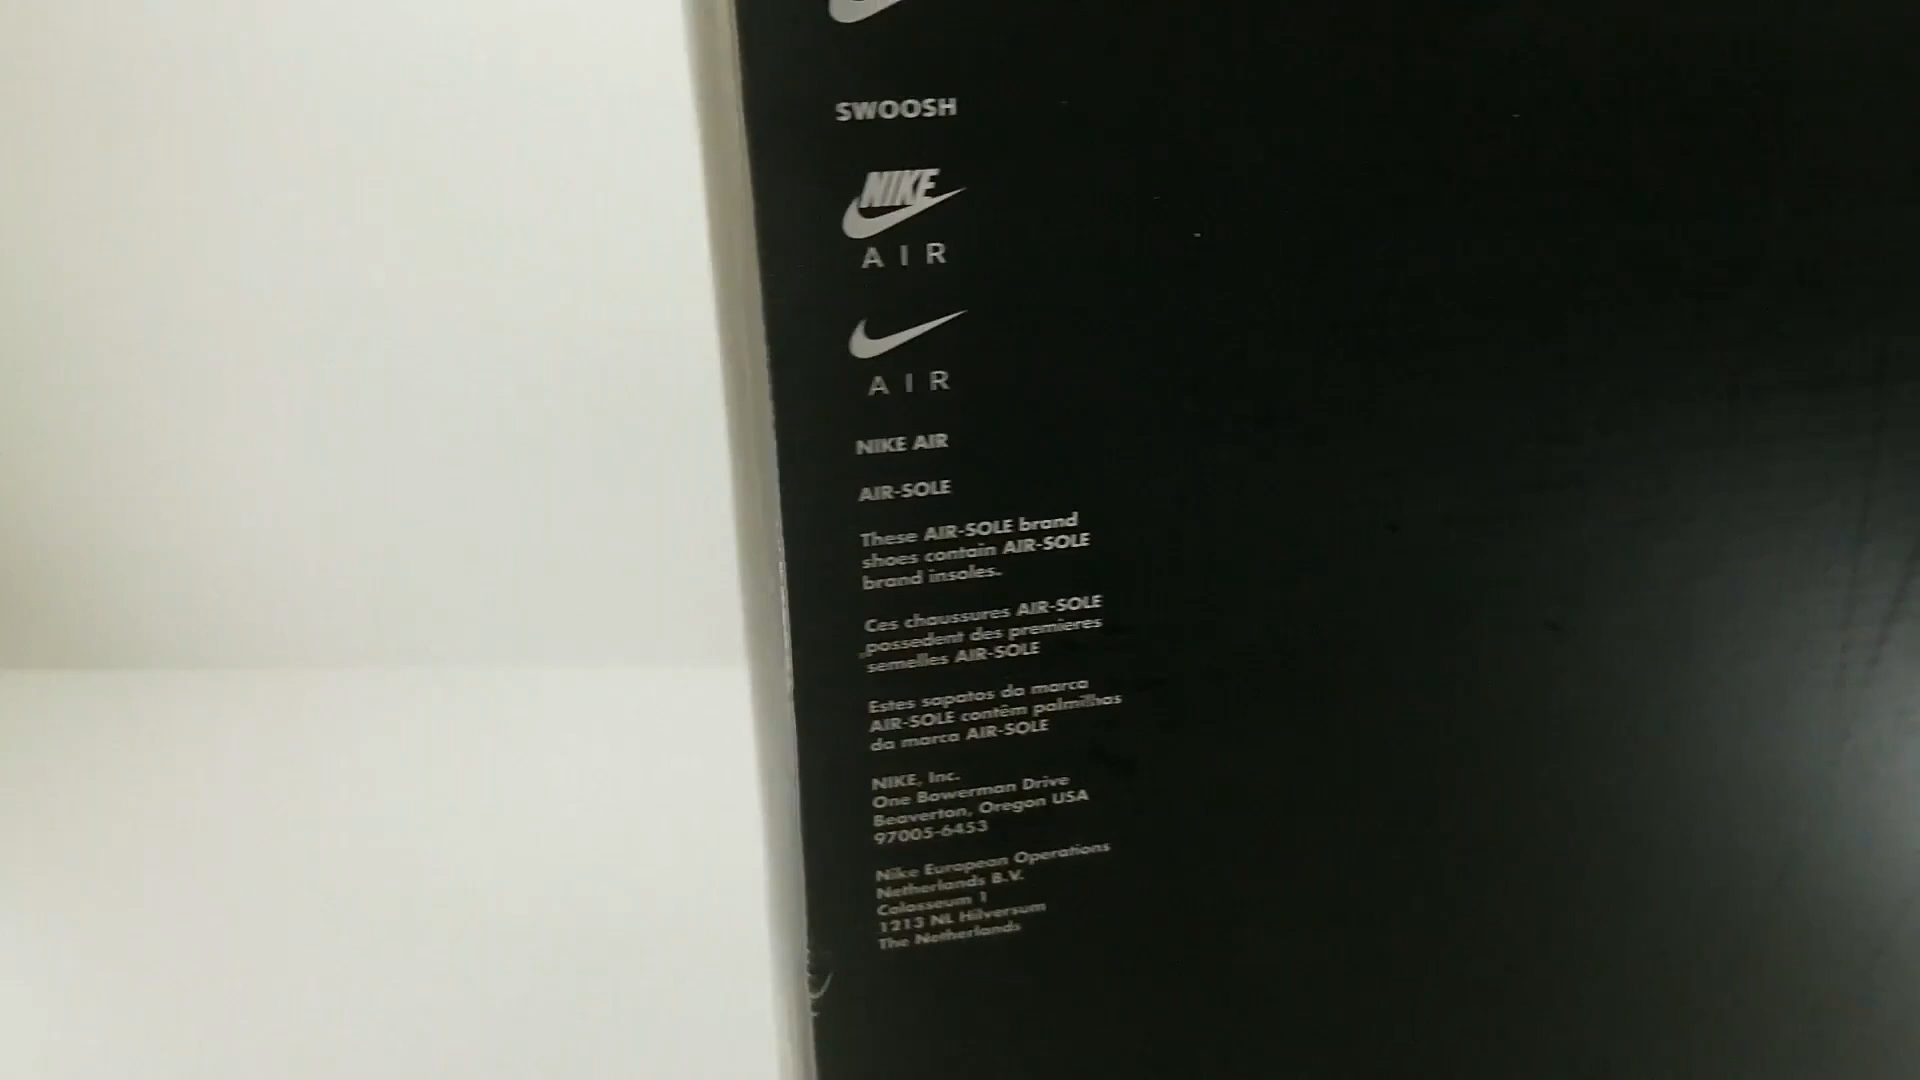 SWOOSH
NIKE
AIR
AIR
NIKE AIR
AIR-SOLE
These AIR-SOLE brand
shoes contain AIR-SOLE
brand insoles.
Ces chaussures AIR-SOLE
possedent des premieres
semelles AIR-SOLE
Estes sapatos da marca
AIR-SOLE contêm palmilhas
da marca AIR-SOLE
NIKE, Inc.
One Bowerman Drive
Beaverton, Oregon USA
97005-6453
Nike European Operations
Netherlands B.V.
Colosseum 1
1213 NL Hilversum
The Netherlands